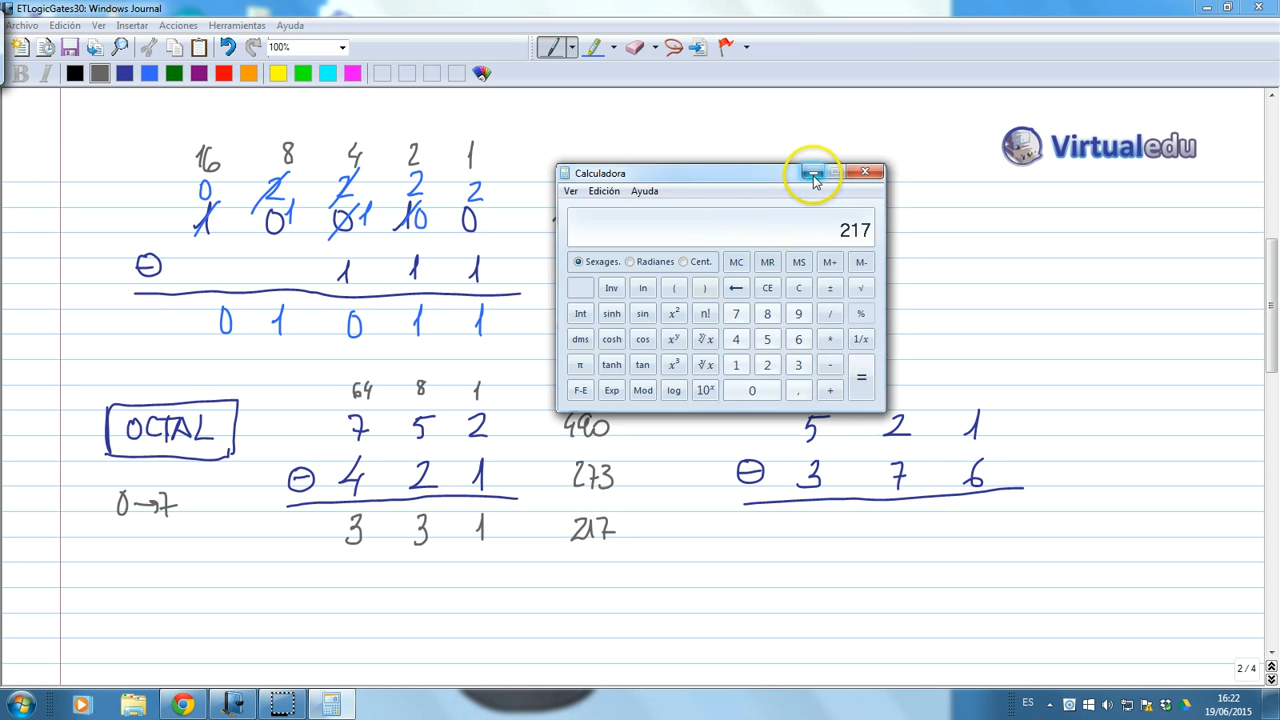 ETLogicGates30: Windows Journal
Archivo Edición Ver Insertar Acciones Herramientas Ayuda
100%
B I
Virtualedu
16 8 4 2 1
0 2 2 2 2
1 0 1 0 1 1 0 0
⊖ 1 1 1
0 1 0 1 1
Calculadora
Ver Edición Ayuda
217
Sexages. Radianes Cent. MC MR MS M+ M-
Inv ln ( ) ← CE C ± √
Int sinh sin x² n! 7 8 9 / %
dms cosh cos xʸ ʸ√x 4 5 6 * 1/x
π tanh tan x³ ³√x 1 2 3 - =
F-E Exp Mod log 10ˣ 0 , +
64 8 1
OCTAL 7 5 2 490 5 2 1
⊖ 4 2 1 273 ⊖ 3 7 6
0→7
3 3 1 217
2 / 4
ES 16:22
19/06/2015